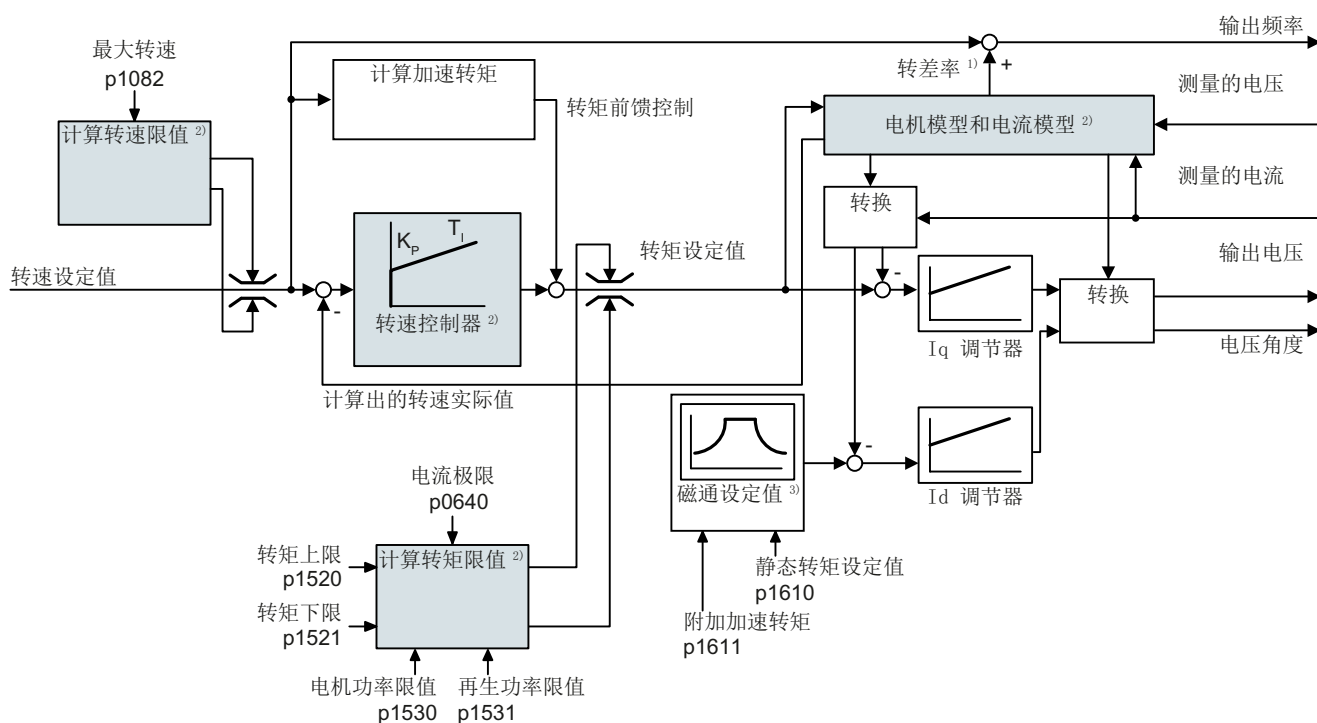 最大转速
p1082
计算转速限值 2)
计算加速转矩
转矩前馈控制
转差率 1)
+
输出频率
测量的电压
电机模型和电流模型 2)
测量的电流
转换
转速设定值
-
KP
TI
转速控制器 2)
转矩设定值
-
Iq 调节器
转换
输出电压
电压角度
计算出的转速实际值
-
磁通设定值 3)
Id 调节器
电流极限
p0640
转矩上限
p1520
计算转矩限值 2)
转矩下限
p1521
电机功率限值
p1530
再生功率限值
p1531
静态转矩设定值
p1610
附加加速转矩
p1611